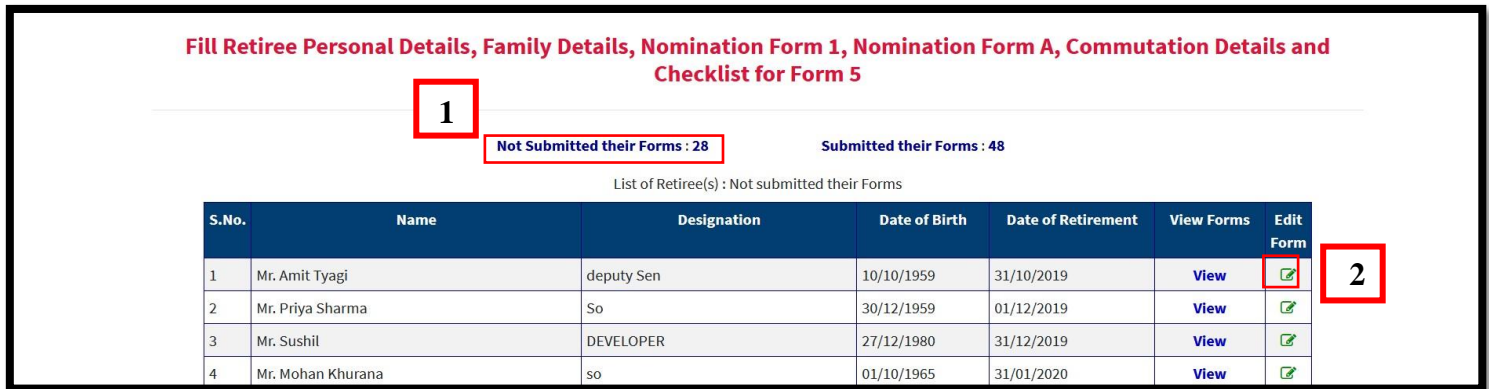 Fill Retiree Personal Details, Family Details, Nomination Form 1, Nomination Form A, Commutation Details and
Checklist for Form 5
1
Not Submitted their Forms : 28 Submitted their Forms : 48
List of Retiree(s) : Not submitted their Forms
S.No. Name Designation Date of Birth Date of Retirement View Forms Edit
Form
1 Mr. Amit Tyagi deputy Sen 10/10/1959 31/10/2019 View
2
2 Mr. Priya Sharma So 30/12/1959 01/12/2019 View
3 Mr. Sushil DEVELOPER 27/12/1980 31/12/2019 View
4 Mr. Mohan Khurana so 01/10/1965 31/01/2020 View